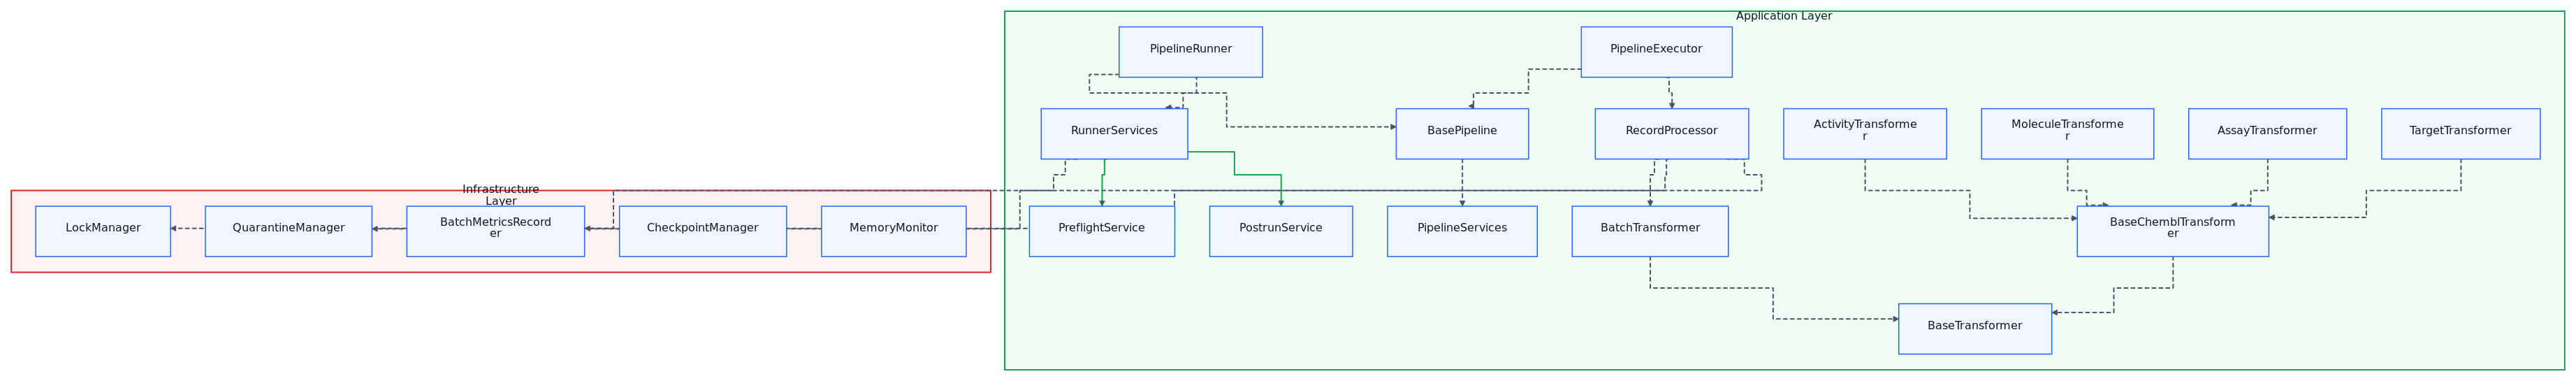 Application Layer
PipelineRunner
PipelineExecutor
RunnerServices
BasePipeline
RecordProcessor
ActivityTransforme
r
MoleculeTransforme
r
AssayTransformer
TargetTransformer
Infrastructure
Layer
LockManager
QuarantineManager
BatchMetricsRecord
er
CheckpointManager
MemoryMonitor
PreflightService
PostrunService
PipelineServices
BatchTransformer
BaseChemblTransform
er
BaseTransformer